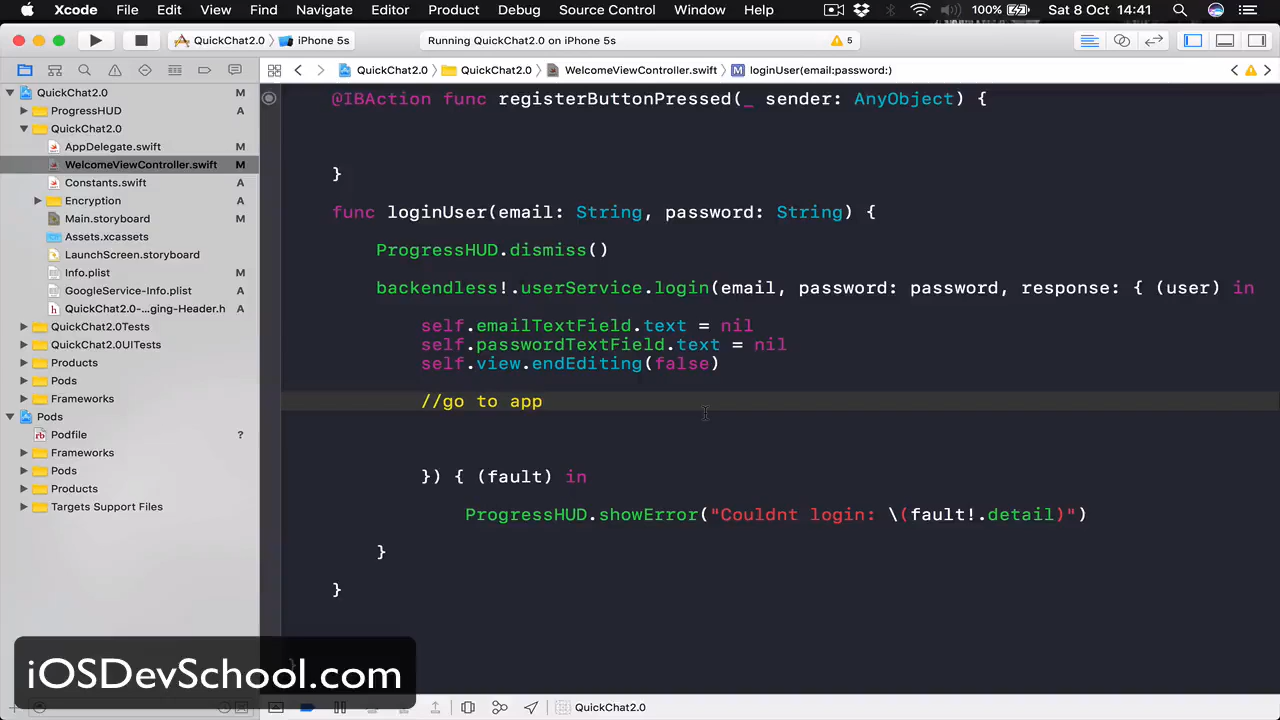 Xcode File Edit View Find Navigate Editor Product Debug Source Control Window Help 100% Sat 8 Oct 14:41
QuickChat2.0 iPhone 5s Running QuickChat2.0 on iPhone 5s 5
QuickChat2.0 QuickChat2.0 WelcomeViewController.swift M loginUser(email:password:)
QuickChat2.0 M
ProgressHUD A
QuickChat2.0
AppDelegate.swift M
WelcomeViewController.swift M
Constants.swift A
Encryption A
Main.storyboard M
Assets.xcassets A
LaunchScreen.storyboard
Info.plist M
GoogleService-Info.plist A
QuickChat2.0-...ging-Header.h A
QuickChat2.0Tests
QuickChat2.0UITests
Products
Pods
Frameworks
Pods
Podfile ?
Frameworks
Pods
Products
Targets Support Files
@IBAction func registerButtonPressed(_ sender: AnyObject) {
}
func loginUser(email: String, password: String) {
ProgressHUD.dismiss()
backendless!.userService.login(email, password: password, response: { (user) in
self.emailTextField.text = nil
self.passwordTextField.text = nil
self.view.endEditing(false)
//go to app
}) { (fault) in
ProgressHUD.showError("Couldnt login: \(fault!.detail)")
}
}
}
iOSDevSchool.com
QuickChat2.0